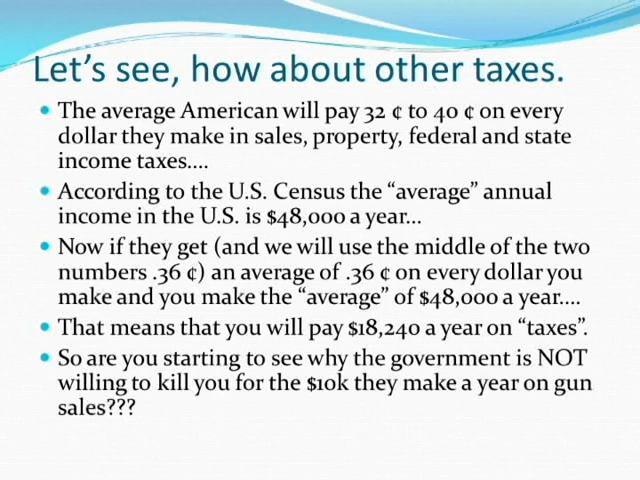 Let's see, how about other taxes.
• The average American will pay 32 ¢ to 40 ¢ on every
dollar they make in sales, property, federal and state
income taxes....
• According to the U.S. Census the “average” annual
income in the U.S. is $48,000 a year...
• Now if they get (and we will use the middle of the two
numbers .36 ¢) an average of .36 ¢ on every dollar you
make and you make the “average” of $48,000 a year....
• That means that you will pay $18,240 a year on “taxes”.
• So are you starting to see why the government is NOT
willing to kill you for the $10k they make a year on gun
sales???